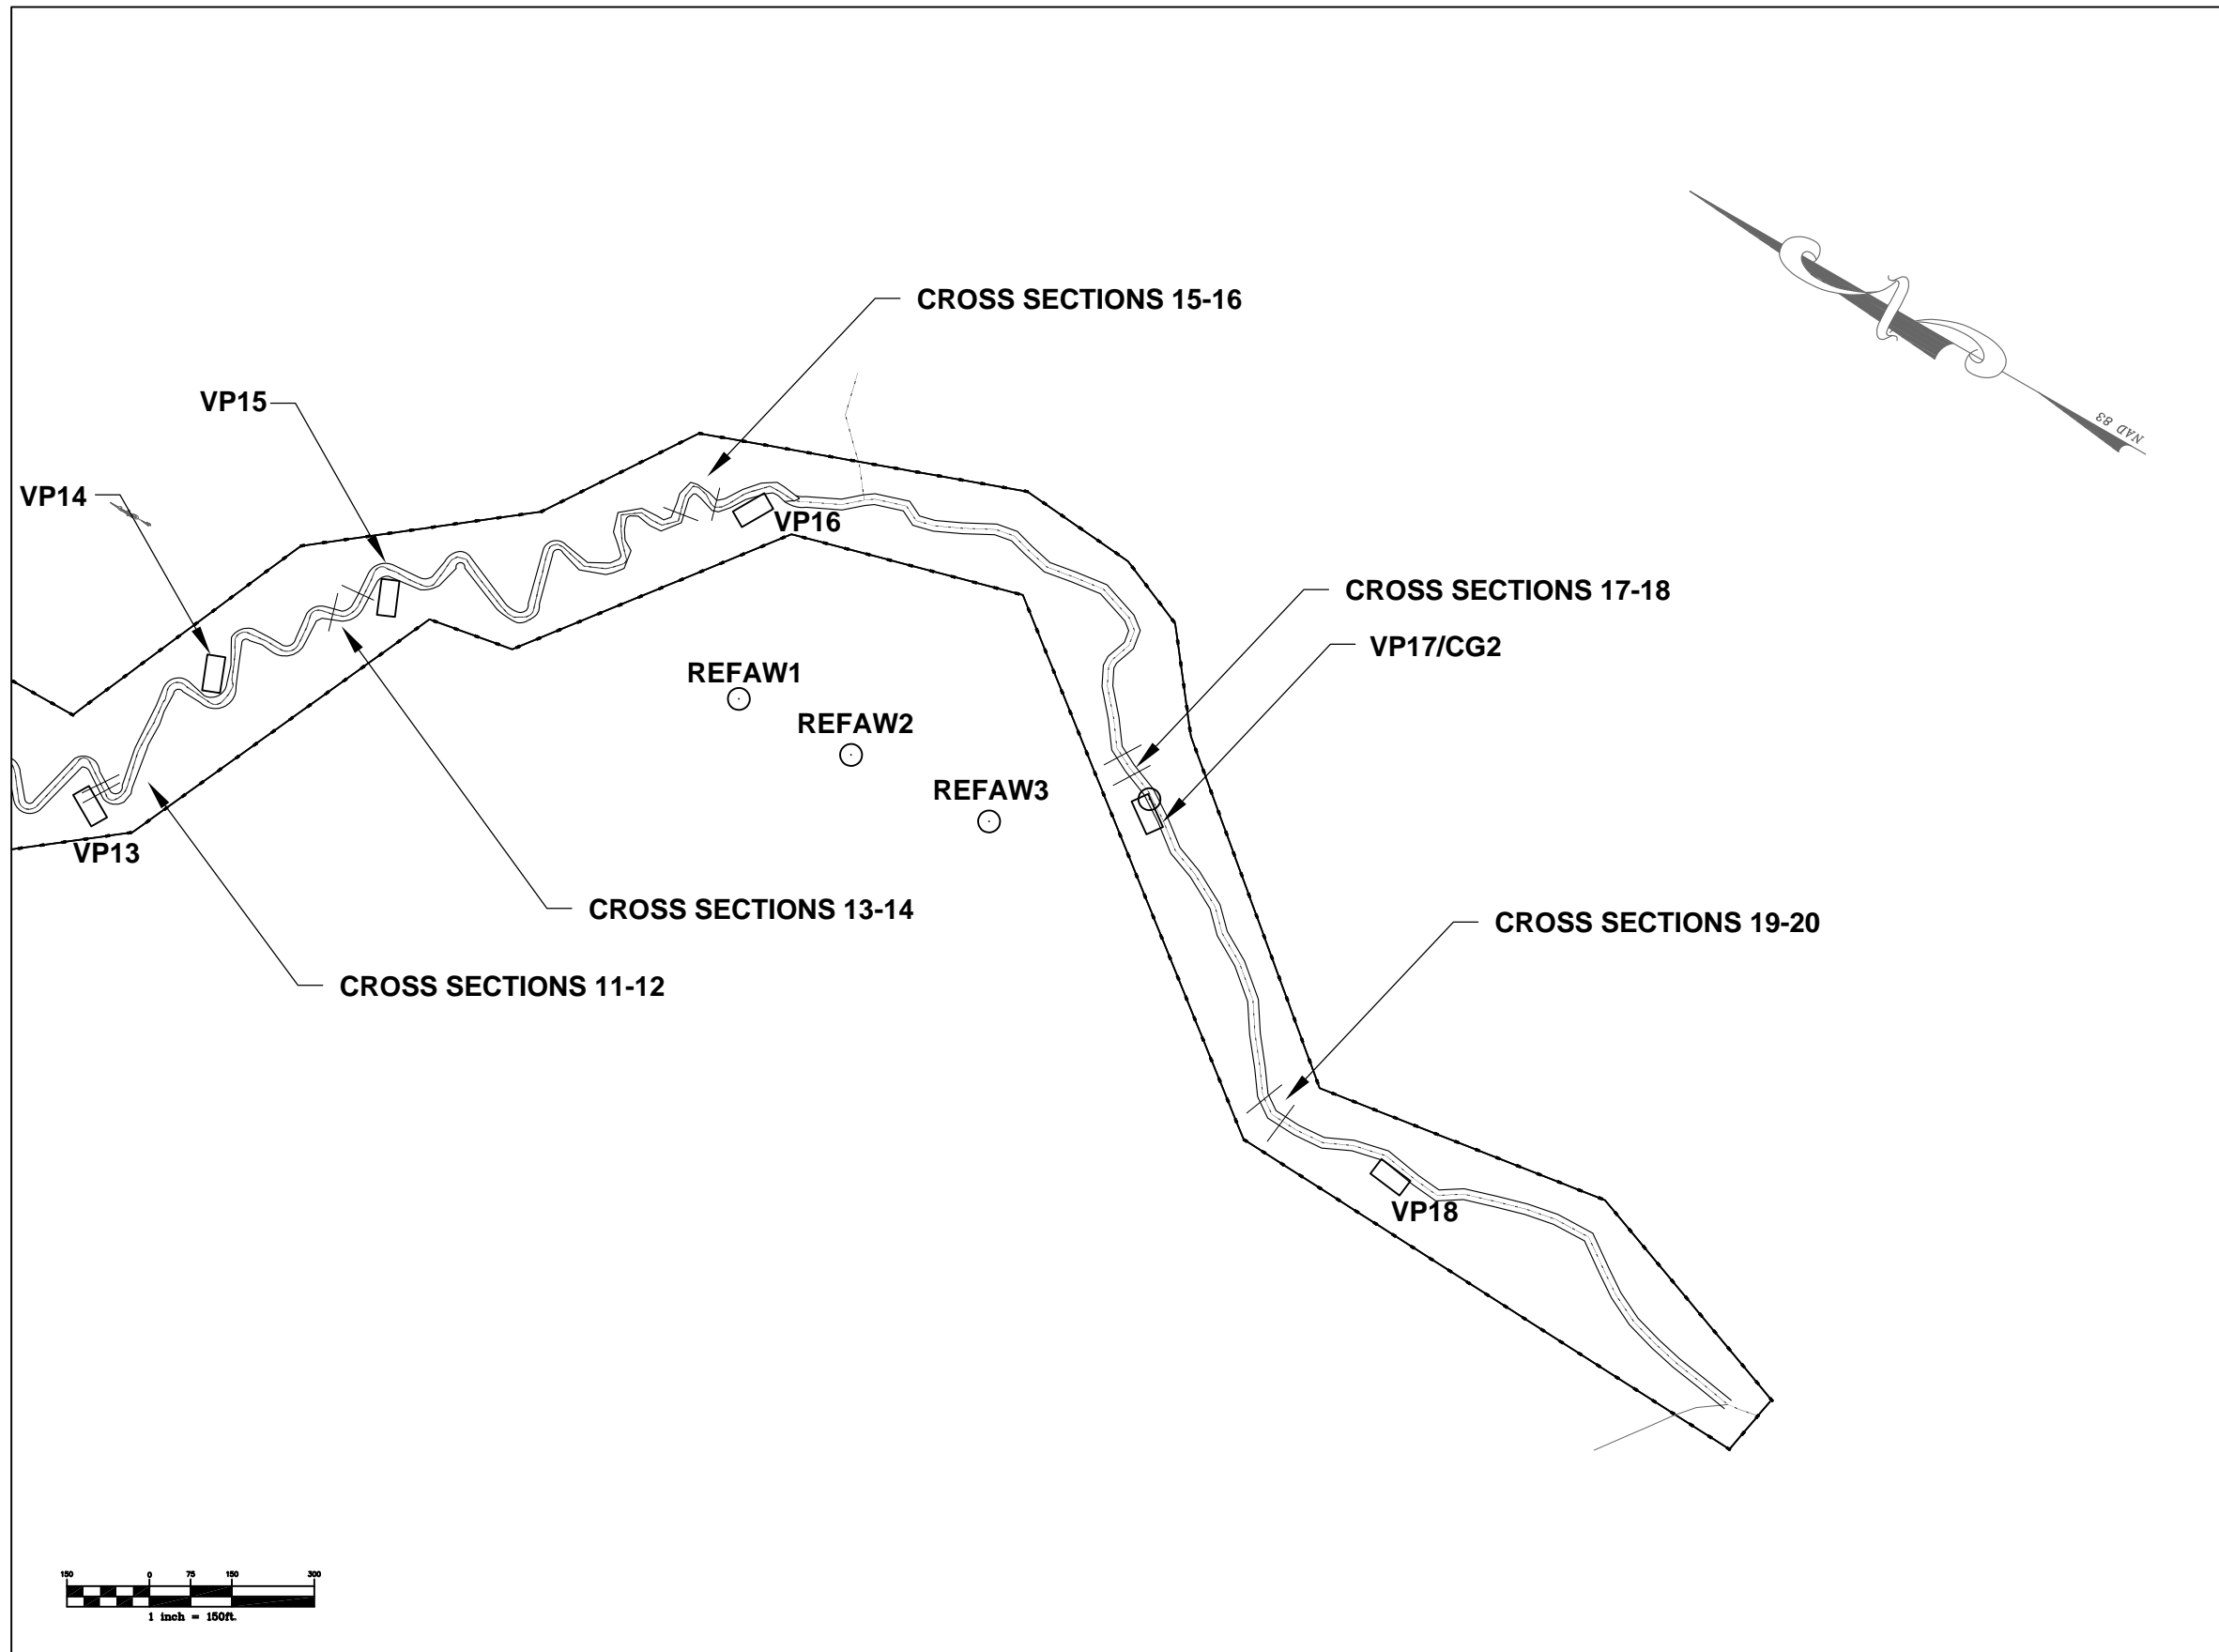 NAD 83
CROSS SECTIONS 15-16
VP15
VP14
VP16
CROSS SECTIONS 17-18
VP17/CG2
REFAW1
REFAW2
REFAW3
VP13
CROSS SECTIONS 13-14
CROSS SECTIONS 19-20
CROSS SECTIONS 11-12
VP18
150 0 75 150 300
1 inch = 150ft.